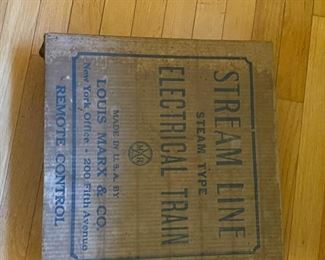 STREAM LINE
STEAM TYPE
ELECTRICAL TRAIN
MAR
MADE IN U.S.A. BY
LOUIS MARX & CO.
New York Office - 200 Fifth Avenue
REMOTE CONTROL